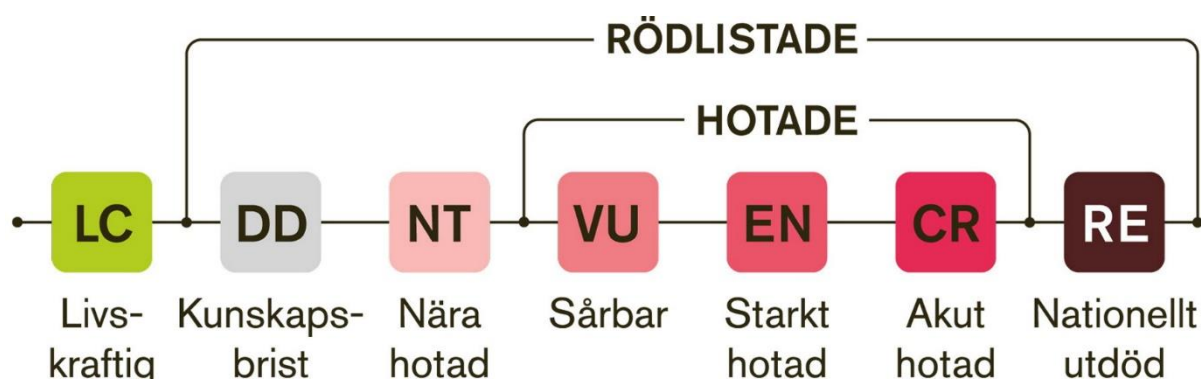 RÖDLISTADE
HOTADE
LC DD NT VU EN CR RE
Livs- Kunskaps- Nära Sårbar Starkt Akut Nationellt
kraftig brist hotad hotad hotad utdöd